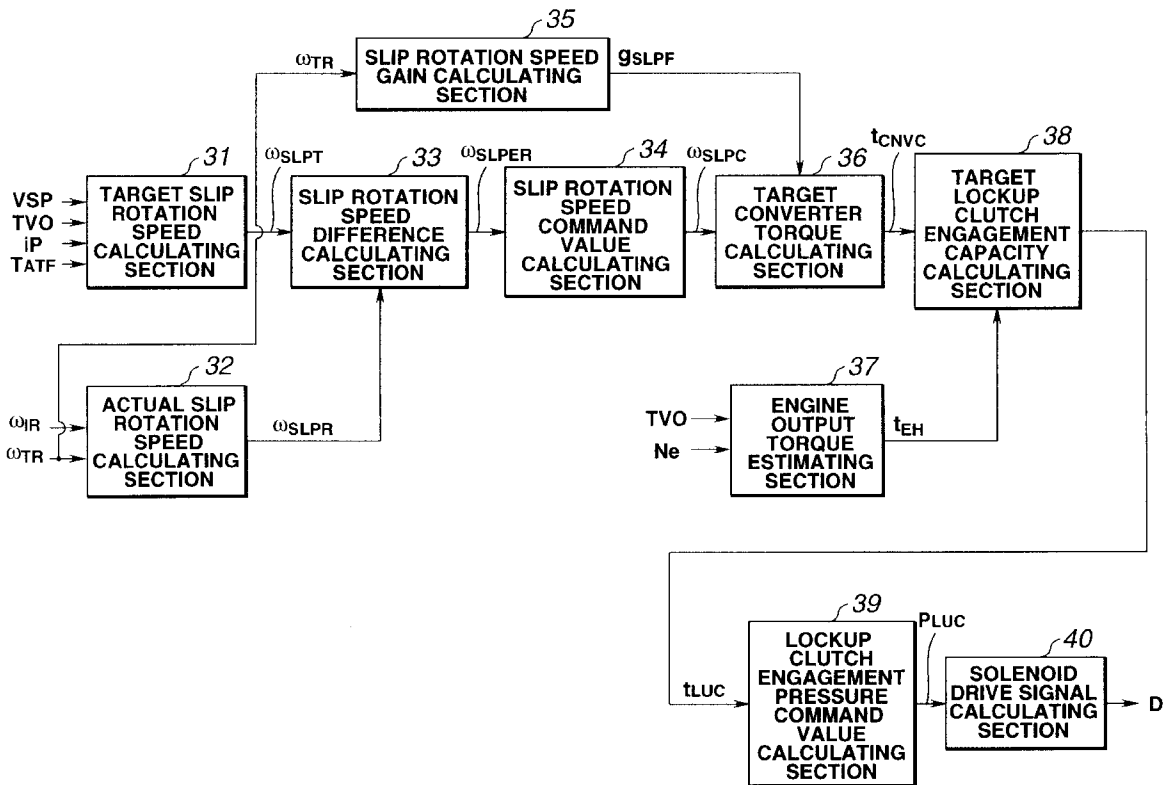 35
ωTR
SLIP ROTATION SPEED
GAIN CALCULATING
SECTION
gSLPF
31
VSP
TVO
iP
TATF
TARGET SLIP
ROTATION
SPEED
CALCULATING
SECTION
ωSLPT
33
SLIP ROTATION
SPEED
DIFFERENCE
CALCULATING
SECTION
ωSLPER
34
SLIP ROTATION
SPEED
COMMAND
VALUE
CALCULATING
SECTION
ωSLPC
36
TARGET
CONVERTER
TORQUE
CALCULATING
SECTION
tCNVC
38
TARGET
LOCKUP
CLUTCH
ENGAGEMENT
CAPACITY
CALCULATING
SECTION
32
ωIR
ωTR
ACTUAL SLIP
ROTATION
SPEED
CALCULATING
SECTION
ωSLPR
37
TVO
Ne
ENGINE
OUTPUT
TORQUE
ESTIMATING
SECTION
tEH
39
tLUC
LOCKUP
CLUTCH
ENGAGEMENT
PRESSURE
COMMAND
VALUE
CALCULATING
SECTION
PLUC
40
SOLENOID
DRIVE SIGNAL
CALCULATING
SECTION
D